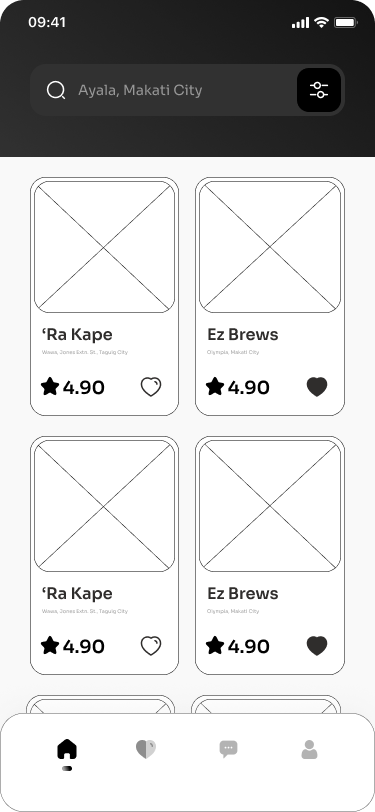 09:41
Ayala, Makati City
‘Ra Kape
Ez Brews
Wawa, Jones Extn. St., Taguig City
Olympia, Makati City
4.90
4.90
‘Ra Kape
Ez Brews
Wawa, Jones Extn. St., Taguig City
Olympia, Makati City
4.90
4.90